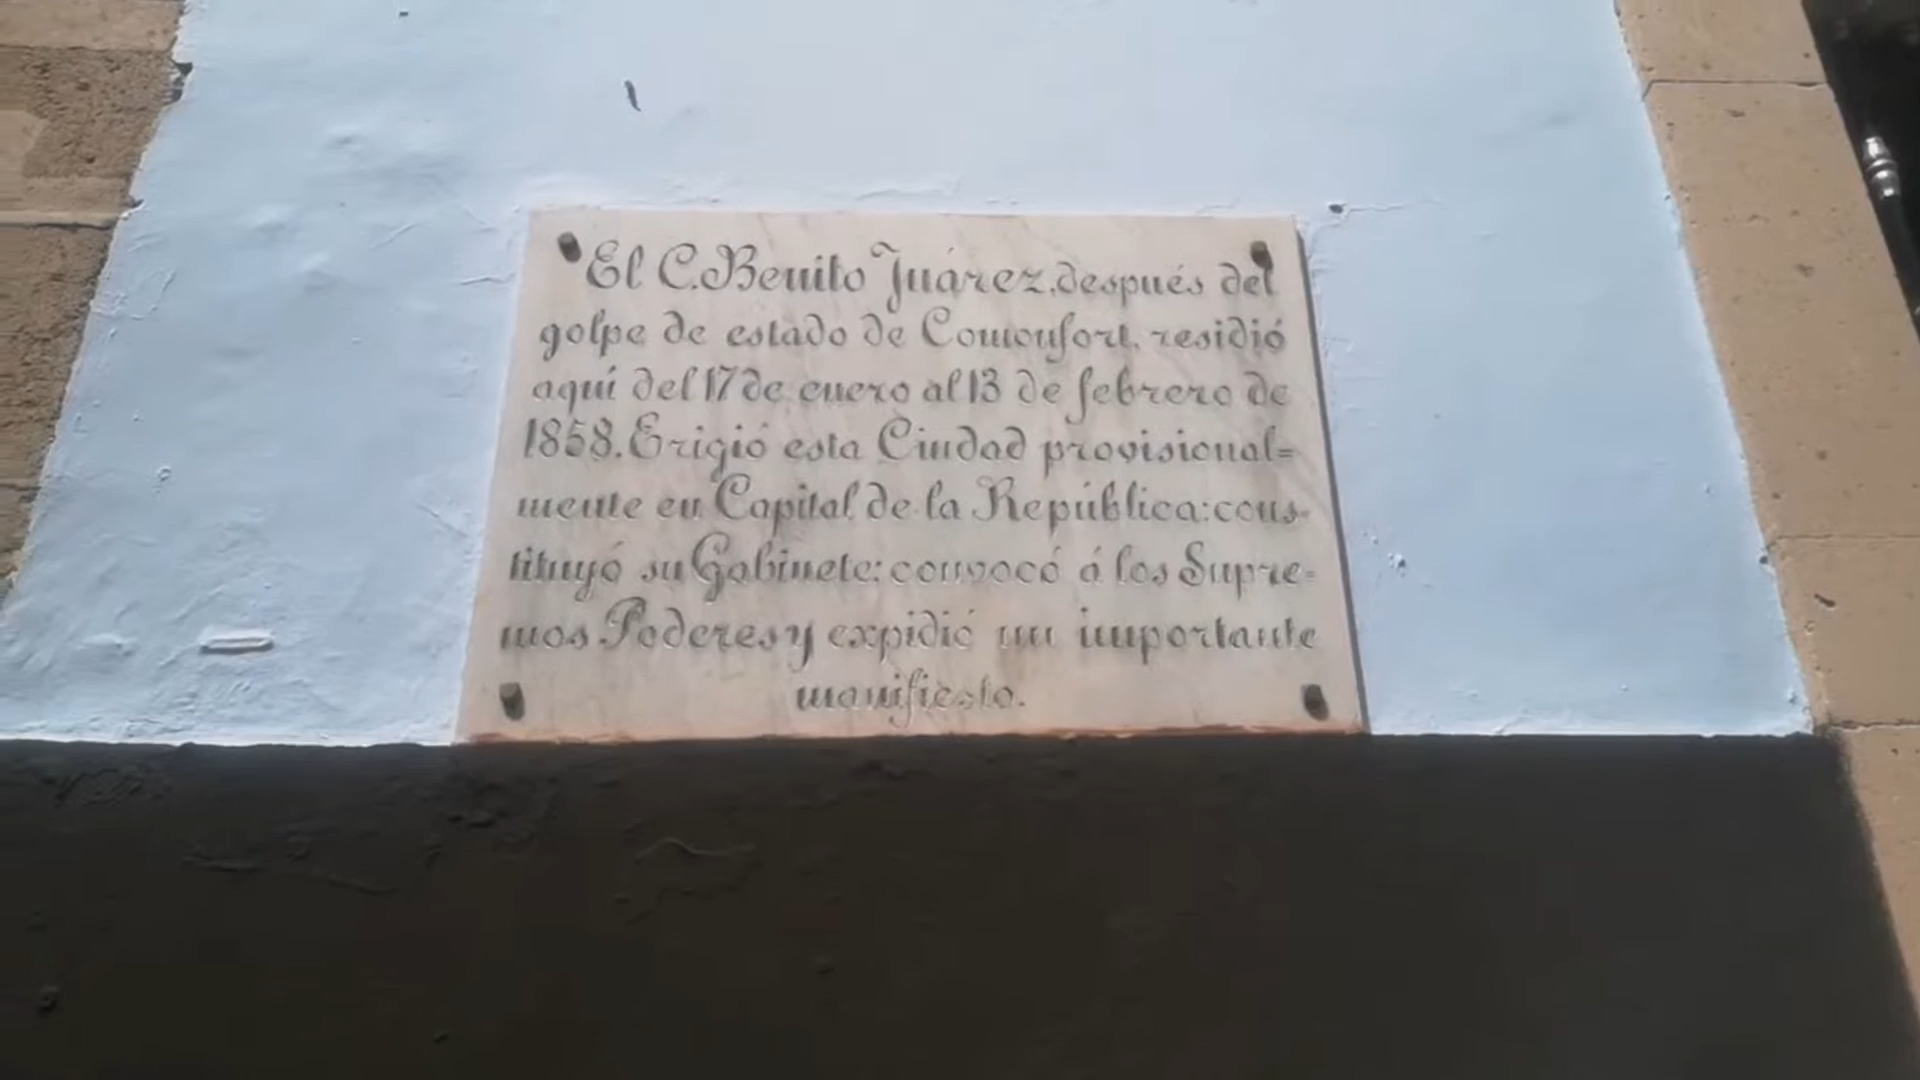 El C. Benito Juárez, después del
golpe de estado de Comonfort, residió
aquí del 17 de enero al 13 de febrero de
1858. Erigió esta Ciudad provisional=
mente en Capital de la República: cons-
tituyó su Gabinete: convocó á los Supre=
mos Poderes y expidió un importante
manifiesto.